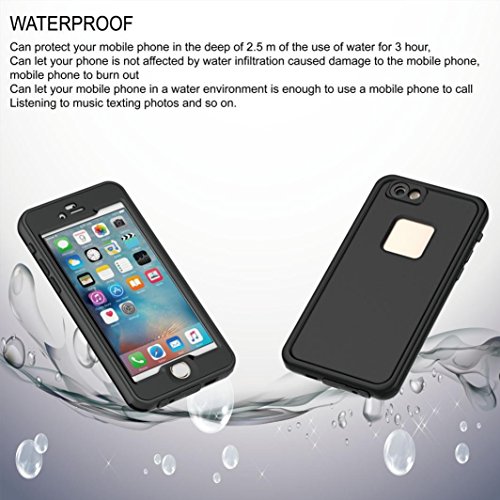 WATERPROOF
Can protect your mobile phone in the deep of 2.5 m of the use of water for 3 hour,
Can let your phone is not affected by water infiltration caused damage to the mobile phone,
mobile phone to burn out
Can let your mobile phone in a water environment is enough to use a mobile phone to call
Listening to music texting photos and so on.